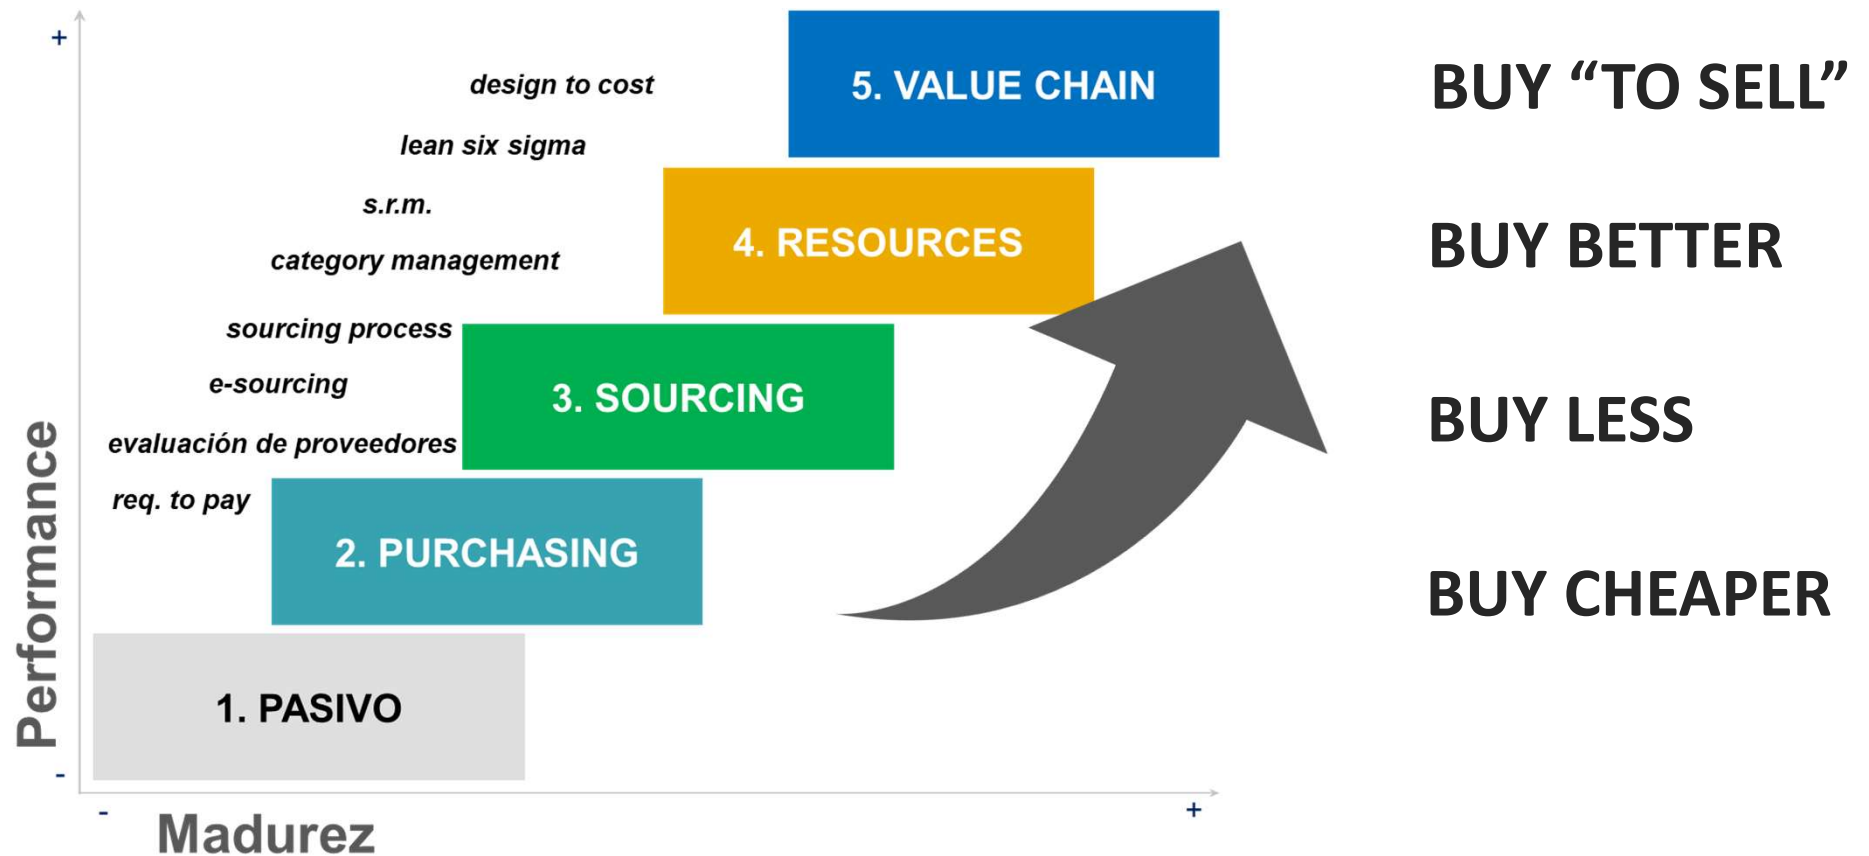 +
design to cost
5. VALUE CHAIN
BUY “TO SELL”
lean six sigma
s.r.m.
4. RESOURCES
BUY BETTER
category management
sourcing process
e-sourcing
3. SOURCING
BUY LESS
evaluación de proveedores
req. to pay
2. PURCHASING
BUY CHEAPER
Performance
1. PASIVO
-
-
+
Madurez